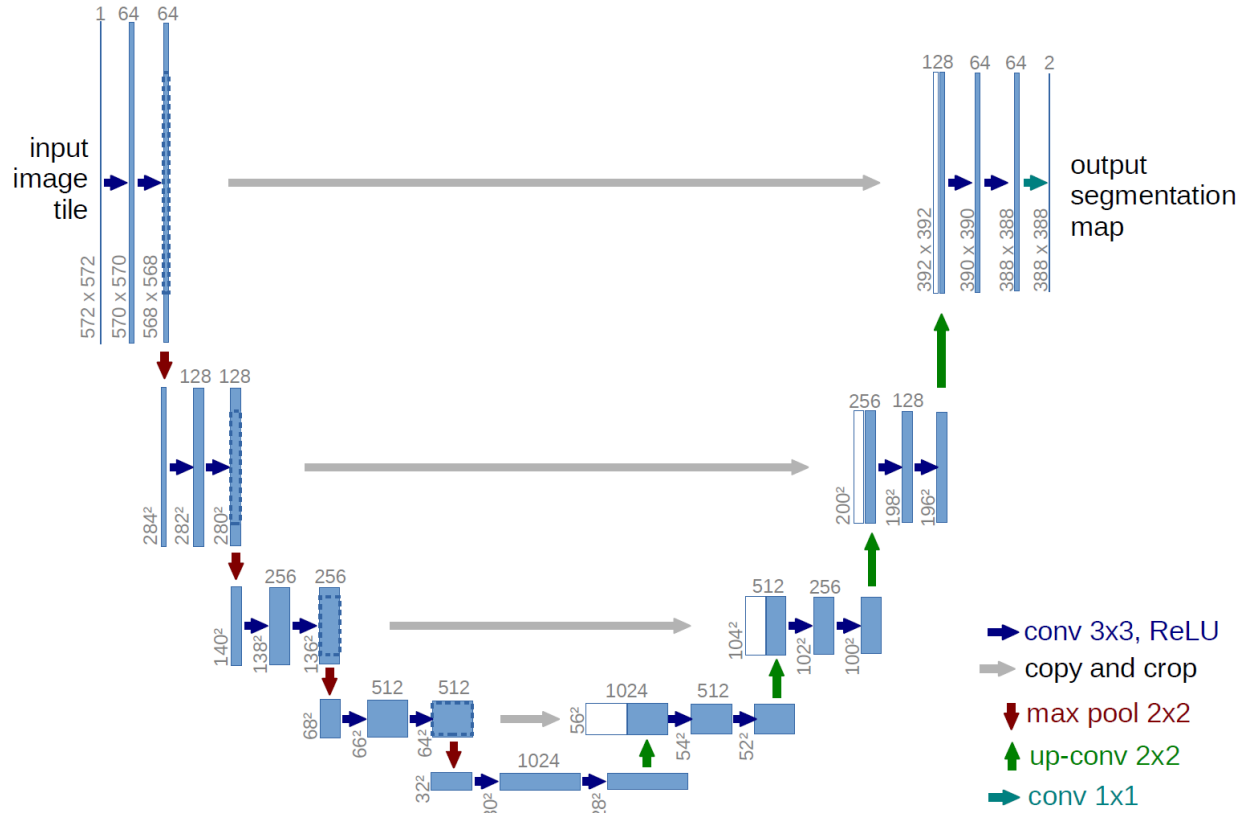 1 64 64
input
image
tile
572 x 572
570 x 570
568 x 568
128 64 64 2
392 x 392
390 x 390
388 x 388
388 x 388
output
segmentation
map
128 128
284²
282²
280²
256 128
200²
198²
196²
256 256
140²
138²
136²
512 256
104²
102²
100²
512 512
68²
66²
64²
1024 512
56²
54²
52²
1024
32²
conv 3x3, ReLU
copy and crop
max pool 2x2
up-conv 2x2
conv 1x1